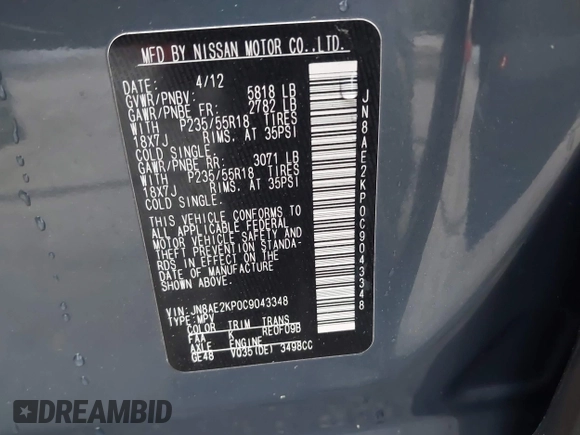 MFD BY NISSAN MOTOR CO.,LTD.
DATE: 4/12
GVWR/PNBV: 5818 LB
GAWR/PNBE FR: 2782 LB
WITH P235/55R18 TIRES
18X7J RIMS. AT 35PSI
COLD SINGLE.
GAWR/PNBE RR: 3071 LB
WITH P235/55R18 TIRES
18X7J RIMS. AT 35PSI
COLD SINGLE.
THIS VEHICLE CONFORMS TO
ALL APPLICABLE FEDERAL
MOTOR VEHICLE SAFETY AND
THEFT PREVENTION STANDA-
RDS IN EFFECT ON THE
DATE OF MANUFACTURE
SHOWN ABOVE.
VIN: JN8AE2KP0C9043348
TYPE: MPV
COLOR TRIM TRANS
FAA K RE0F09B
AXLE ENGINE
GE48 VQ35(DE) 3498CC
JN8AE2KP0C9043348
DREAMBID